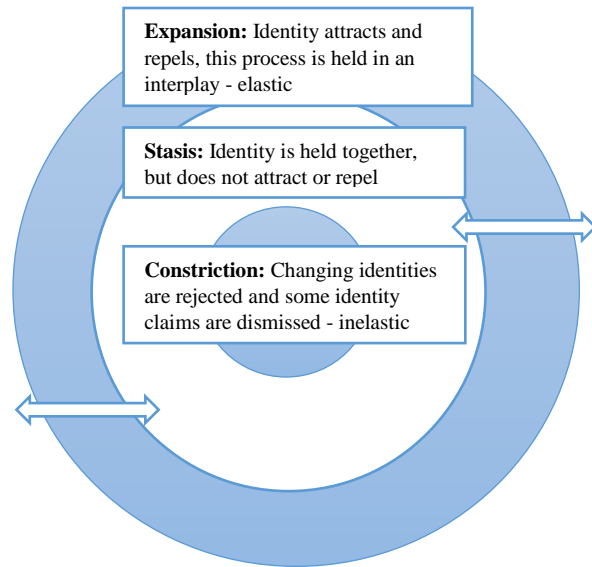 Expansion: Identity attracts and
repels, this process is held in an
interplay - elastic
Stasis: Identity is held together,
but does not attract or repel
Constriction: Changing identities
are rejected and some identity
claims are dismissed - inelastic